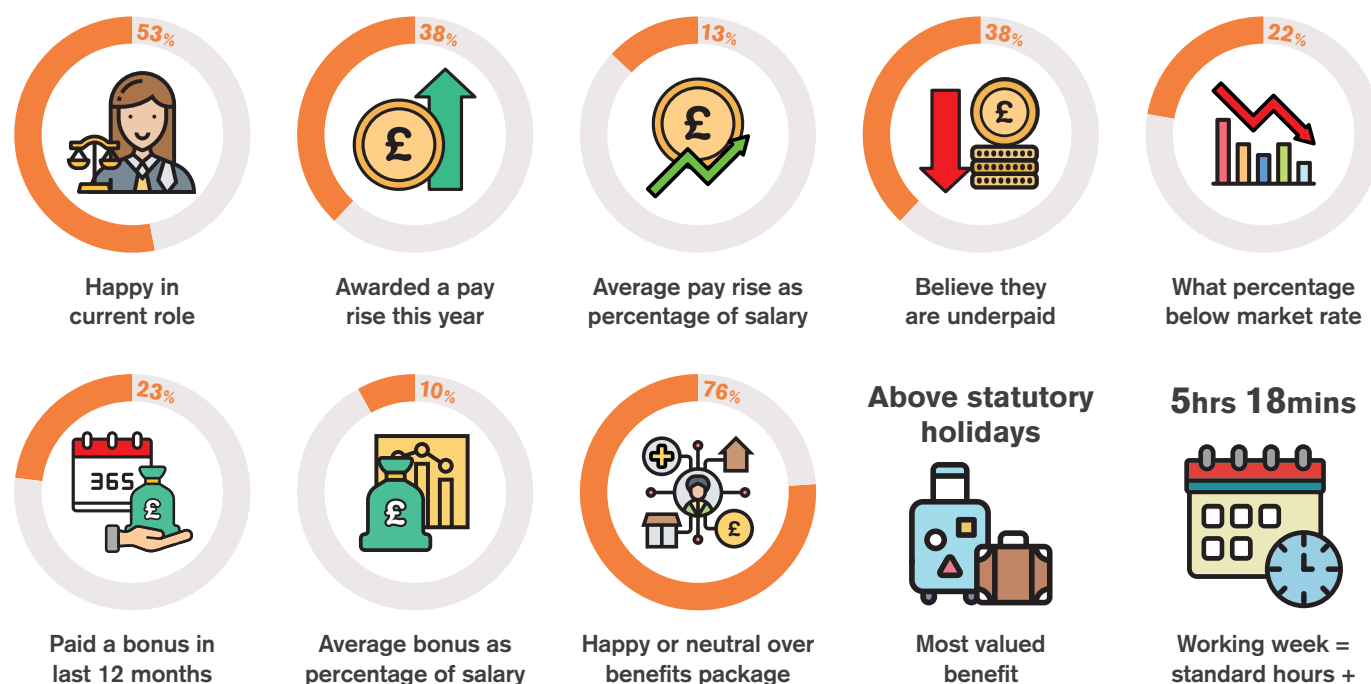 53%
38%
13%
38%
22%
£
£
£
Happy in
current role
Awarded a pay
rise this year
Average pay rise as
percentage of salary
Believe they
are underpaid
What percentage
below market rate
23%
10%
76%
Above statutory
holidays
5hrs 18mins
365
£
£
£
Paid a bonus in
last 12 months
Average bonus as
percentage of salary
Happy or neutral over
benefits package
Most valued
benefit
Working week =
standard hours +